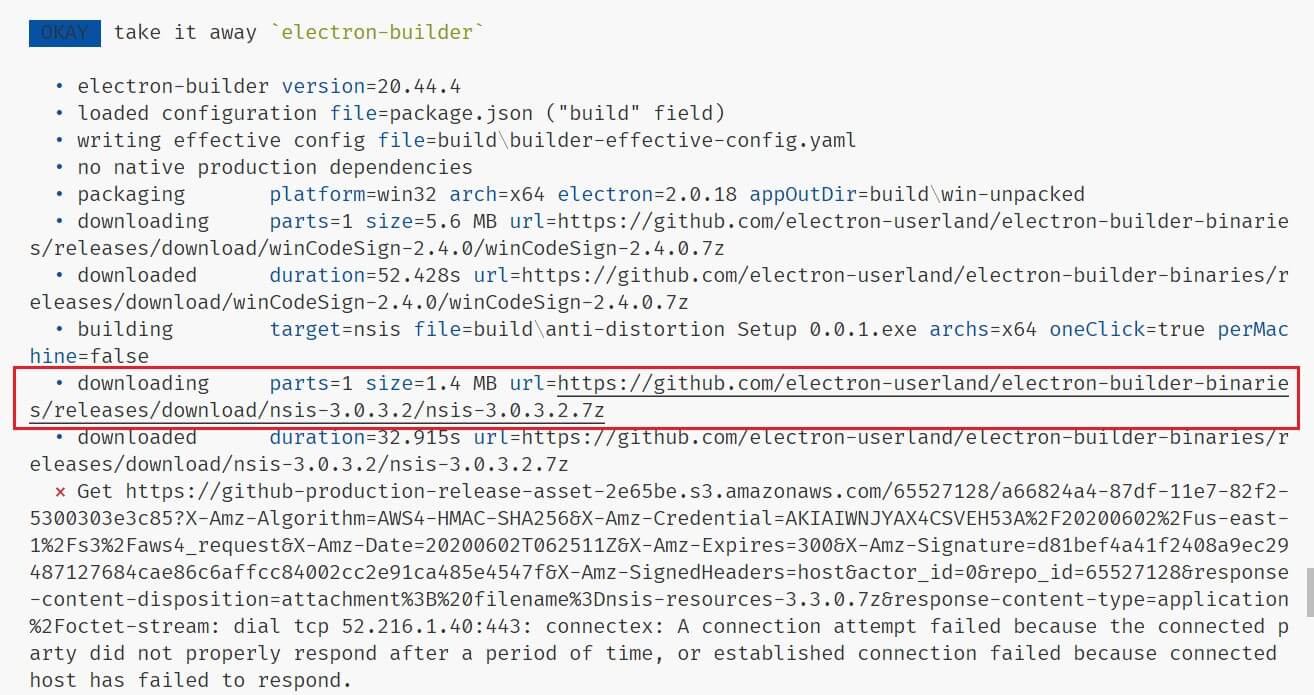 OKAY take it away `electron-builder`
• electron-builder version=20.44.4
• loaded configuration file=package.json ("build" field)
• writing effective config file=build\builder-effective-config.yaml
• no native production dependencies
• packaging platform=win32 arch=x64 electron=2.0.18 appOutDir=build\win-unpacked
• downloading parts=1 size=5.6 MB url=https://github.com/electron-userland/electron-builder-binarie
s/releases/download/winCodeSign-2.4.0/winCodeSign-2.4.0.7z
• downloaded duration=52.428s url=https://github.com/electron-userland/electron-builder-binaries/r
eleases/download/winCodeSign-2.4.0/winCodeSign-2.4.0.7z
• building target=nsis file=build\anti-distortion Setup 0.0.1.exe archs=x64 oneClick=true perMac
hine=false
• downloading parts=1 size=1.4 MB url=https://github.com/electron-userland/electron-builder-binarie
s/releases/download/nsis-3.0.3.2/nsis-3.0.3.2.7z
• downloaded duration=32.915s url=https://github.com/electron-userland/electron-builder-binaries/r
eleases/download/nsis-3.0.3.2/nsis-3.0.3.2.7z
× Get https://github-production-release-asset-2e65be.s3.amazonaws.com/65527128/a66824a4-87df-11e7-82f2-
5300303e3c85?X-Amz-Algorithm=AWS4-HMAC-SHA256&X-Amz-Credential=AKIAIWNJYAX4CSVEH53A%2F20200602%2Fus-east-
1%2Fs3%2Faws4_request&X-Amz-Date=20200602T062511Z&X-Amz-Expires=300&X-Amz-Signature=d81bef4a41f2408a9ec29
487127684cae86c6affcc84002cc2e91ca485e4547f&X-Amz-SignedHeaders=host&actor_id=0&repo_id=65527128&response
-content-disposition=attachment%3B%20filename%3Dnsis-resources-3.3.0.7z&response-content-type=application
%2Foctet-stream: dial tcp 52.216.1.40:443: connectex: A connection attempt failed because the connected p
arty did not properly respond after a period of time, or established connection failed because connected
host has failed to respond.